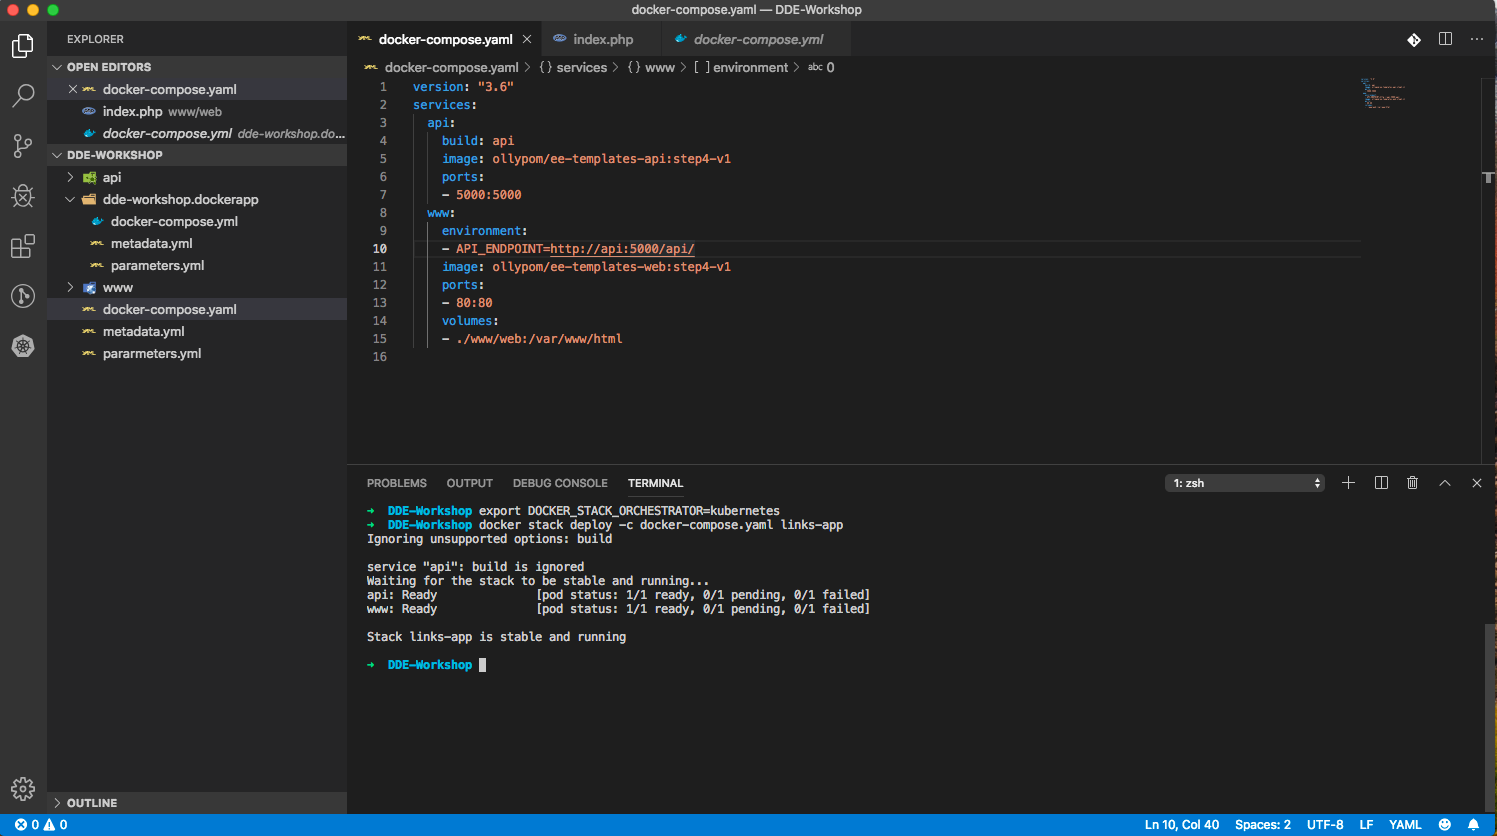 docker-compose.yaml — DDE-Workshop
EXPLORER
OPEN EDITORS
docker-compose.yaml
index.php www/web
docker-compose.yml dde-workshop.do...
DDE-WORKSHOP
api
dde-workshop.dockerapp
docker-compose.yml
metadata.yml
parameters.yml
www
docker-compose.yaml
metadata.yml
pararmeters.yml
OUTLINE
docker-compose.yaml index.php docker-compose.yml
docker-compose.yaml > {} services > {} www > [ ] environment > abc 0
1 version: "3.6"
2 services:
3 api:
4 build: api
5 image: ollypom/ee-templates-api:step4-v1
6 ports:
7 - 5000:5000
8 www:
9 environment:
10 - API_ENDPOINT=http://api:5000/api/
11 image: ollypom/ee-templates-web:step4-v1
12 ports:
13 - 80:80
14 volumes:
15 - ./www/web:/var/www/html
16
PROBLEMS OUTPUT DEBUG CONSOLE TERMINAL 1: zsh
→ DDE-Workshop export DOCKER_STACK_ORCHESTRATOR=kubernetes
→ DDE-Workshop docker stack deploy -c docker-compose.yaml links-app
Ignoring unsupported options: build
service "api": build is ignored
Waiting for the stack to be stable and running...
api: Ready [pod status: 1/1 ready, 0/1 pending, 0/1 failed]
www: Ready [pod status: 1/1 ready, 0/1 pending, 0/1 failed]
Stack links-app is stable and running
→ DDE-Workshop
0 0 Ln 10, Col 40 Spaces: 2 UTF-8 LF YAML